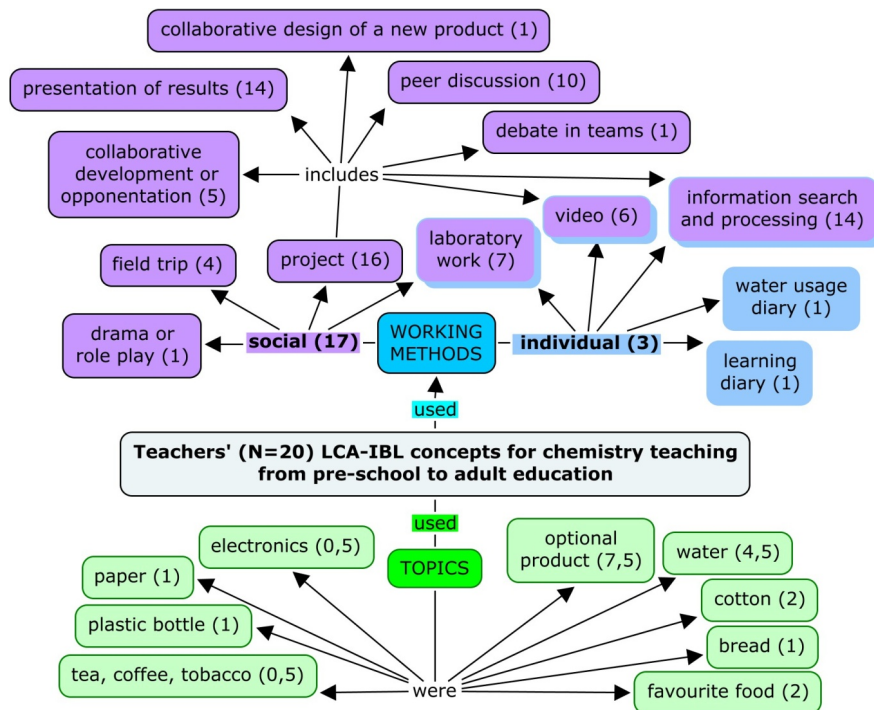 collaborative design of a new product (1)
presentation of results (14)
peer discussion (10)
debate in teams (1)
collaborative
development or
opponentation (5)
includes
information search
and processing (14)
video (6)
laboratory
work (7)
field trip (4)
project (16)
water usage
diary (1)
drama or
role play (1)
social (17)
WORKING
METHODS
individual (3)
learning
diary (1)
used
Teachers' (N=20) LCA-IBL concepts for chemistry teaching
from pre-school to adult education
used
electronics (0,5)
TOPICS
optional
product (7,5)
water (4,5)
paper (1)
cotton (2)
plastic bottle (1)
bread (1)
tea, coffee, tobacco (0,5)
were
favourite food (2)